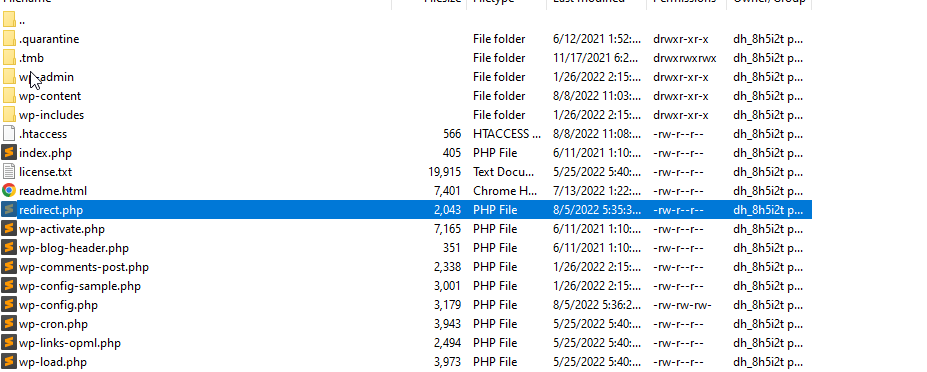 Filename Filesize Filetype Last modified Permissions Owner/Group
..
.quarantine File folder 6/12/2021 1:52:... drwxr-xr-x dh_8h5i2t p...
.tmb File folder 11/17/2021 6:2... drwxrwxrwx dh_8h5i2t p...
wp-admin File folder 1/26/2022 2:15:... drwxr-xr-x dh_8h5i2t p...
wp-content File folder 8/8/2022 11:03:... drwxr-xr-x dh_8h5i2t p...
wp-includes File folder 1/26/2022 2:15:... drwxr-xr-x dh_8h5i2t p...
.htaccess 566 HTACCESS ... 8/8/2022 11:08:... -rw-r--r-- dh_8h5i2t p...
index.php 405 PHP File 6/11/2021 1:10:... -rw-r--r-- dh_8h5i2t p...
license.txt 19,915 Text Docu... 5/25/2022 5:40:... -rw-r--r-- dh_8h5i2t p...
readme.html 7,401 Chrome H... 7/13/2022 1:22:... -rw-r--r-- dh_8h5i2t p...
redirect.php 2,043 PHP File 8/5/2022 5:35:3... -rw-r--r-- dh_8h5i2t p...
wp-activate.php 7,165 PHP File 6/11/2021 1:10:... -rw-r--r-- dh_8h5i2t p...
wp-blog-header.php 351 PHP File 6/11/2021 1:10:... -rw-r--r-- dh_8h5i2t p...
wp-comments-post.php 2,338 PHP File 1/26/2022 2:15:... -rw-r--r-- dh_8h5i2t p...
wp-config-sample.php 3,001 PHP File 1/26/2022 2:15:... -rw-r--r-- dh_8h5i2t p...
wp-config.php 3,179 PHP File 8/5/2022 5:36:2... -rw-rw-rw- dh_8h5i2t p...
wp-cron.php 3,943 PHP File 5/25/2022 5:40:... -rw-r--r-- dh_8h5i2t p...
wp-links-opml.php 2,494 PHP File 5/25/2022 5:40:... -rw-r--r-- dh_8h5i2t p...
wp-load.php 3,973 PHP File 5/25/2022 5:40:... -rw-r--r-- dh_8h5i2t p...